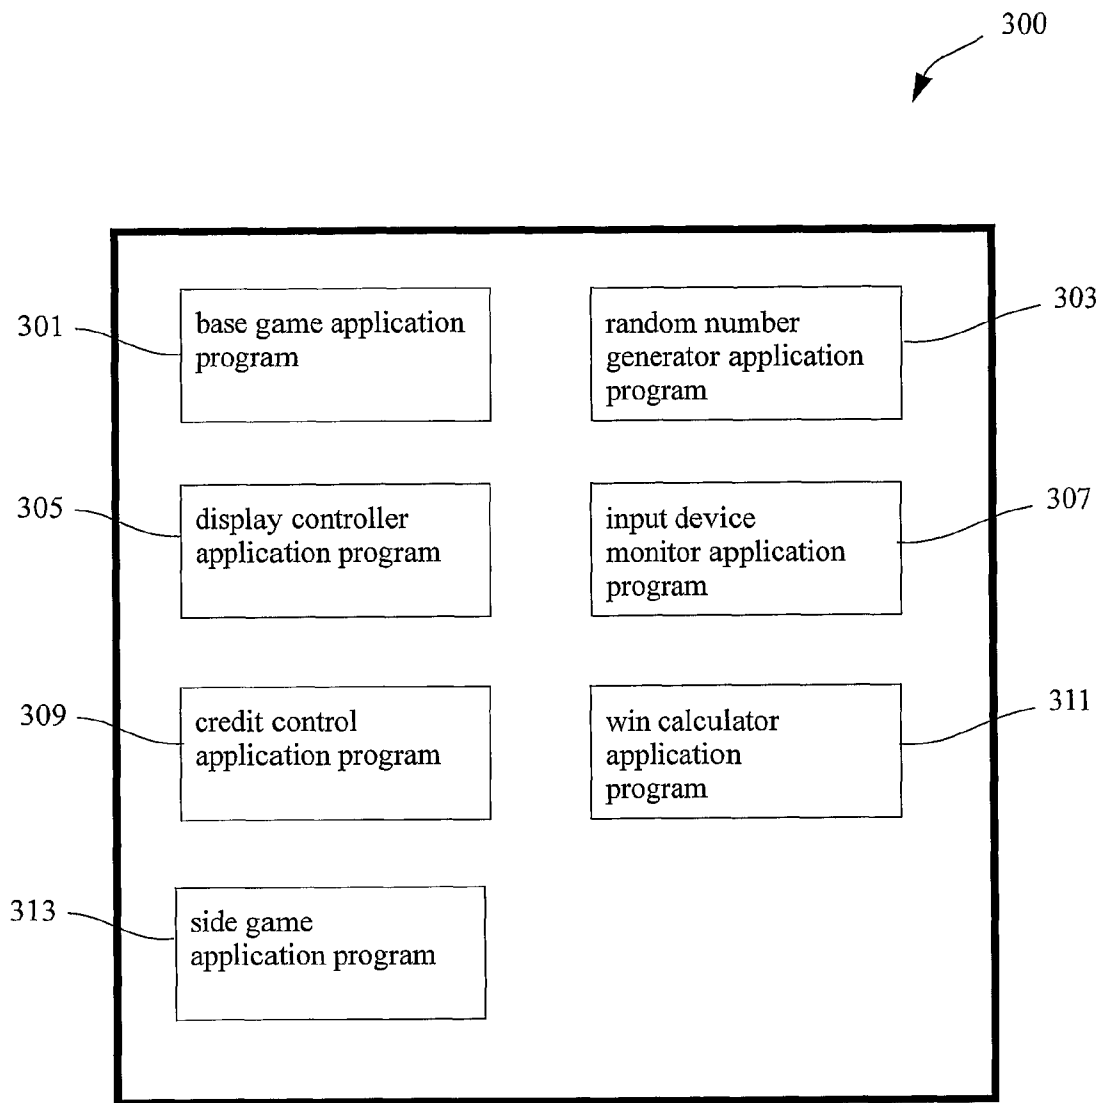 300
301
base game application
program
303
random number
generator application
program
305
display controller
application program
307
input device
monitor application
program
309
credit control
application program
311
win calculator
application
program
313
side game
application program